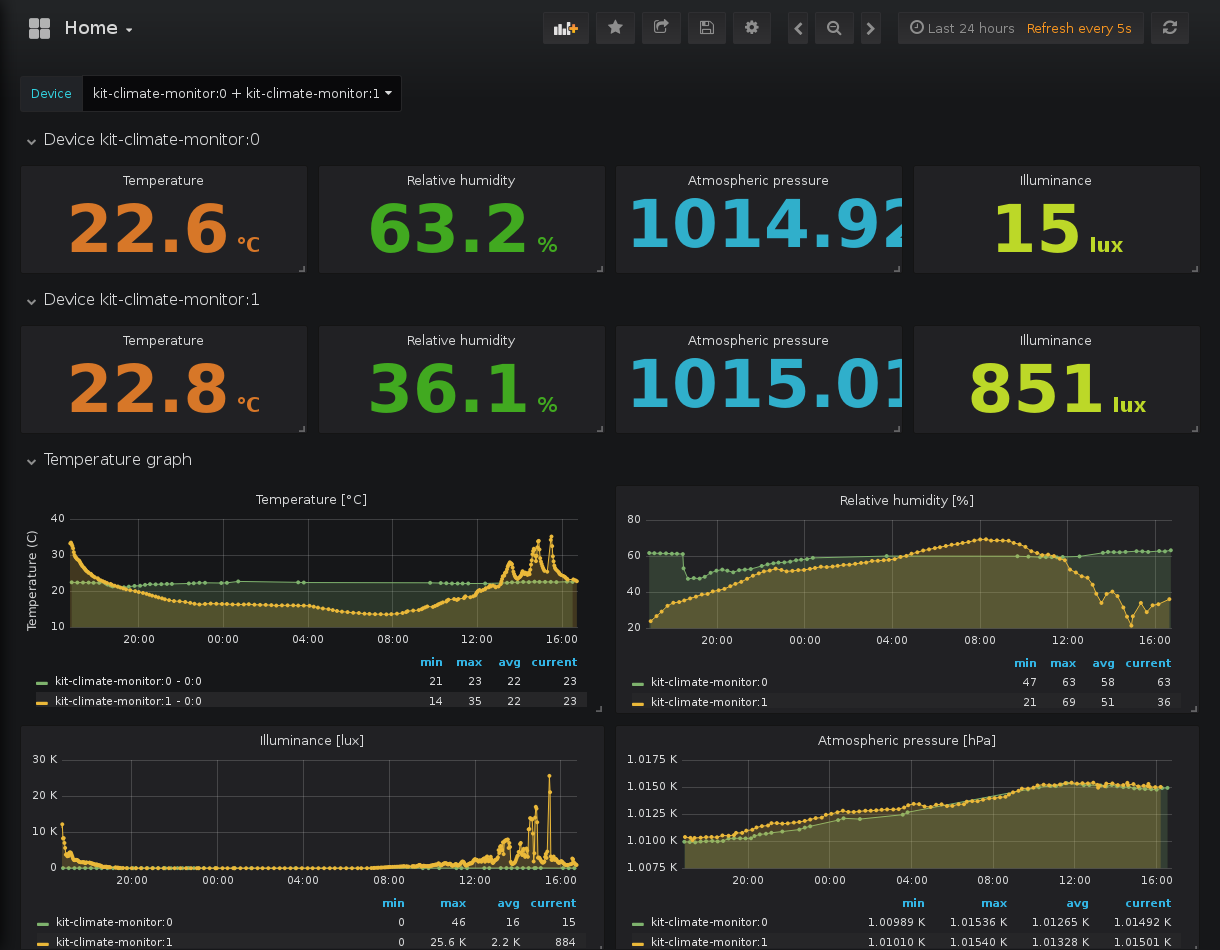 Home
Last 24 hours Refresh every 5s
Device kit-climate-monitor:0 + kit-climate-monitor:1
Device kit-climate-monitor:0
Temperature Relative humidity Atmospheric pressure Illuminance
22.6 °C 63.2 % 1014.92 15 lux
Device kit-climate-monitor:1
Temperature Relative humidity Atmospheric pressure Illuminance
22.8 °C 36.1 % 1015.01 851 lux
Temperature graph
Temperature [°C]
Temperature (C)
40
30
20
10
20:00 00:00 04:00 08:00 12:00 16:00
min max avg current
kit-climate-monitor:0 - 0:0 21 23 22 23
kit-climate-monitor:1 - 0:0 14 35 22 23
Relative humidity [%]
80
60
40
20
20:00 00:00 04:00 08:00 12:00 16:00
min max avg current
kit-climate-monitor:0 47 63 58 63
kit-climate-monitor:1 21 69 51 36
Illuminance [lux]
30 K
20 K
10 K
0
20:00 00:00 04:00 08:00 12:00 16:00
min max avg current
kit-climate-monitor:0 0 46 16 15
kit-climate-monitor:1 0 25.6 K 2.2 K 884
Atmospheric pressure [hPa]
1.0175 K
1.0150 K
1.0125 K
1.0100 K
1.0075 K
20:00 00:00 04:00 08:00 12:00 16:00
min max avg current
kit-climate-monitor:0 1.00989 K 1.01536 K 1.01265 K 1.01492 K
kit-climate-monitor:1 1.01010 K 1.01540 K 1.01328 K 1.01501 K